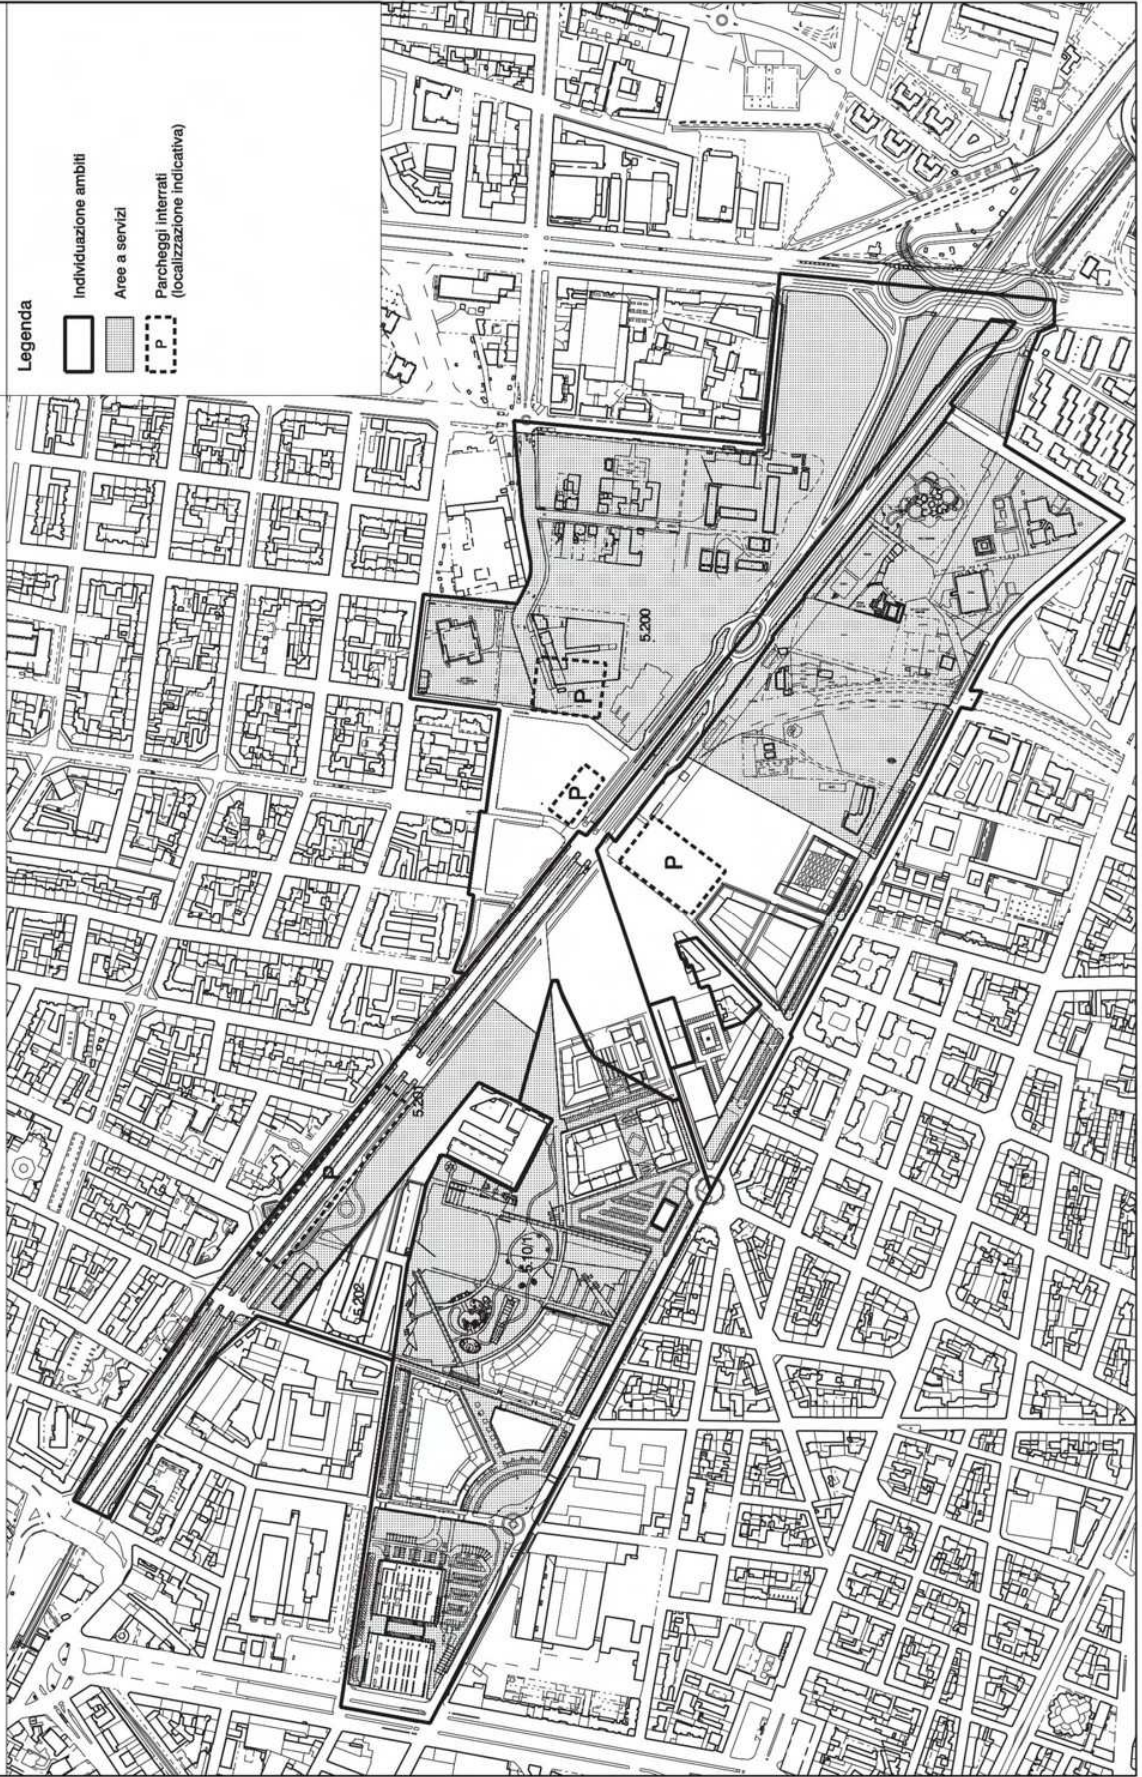 Legenda
Individuazione ambiti
Aree a servizi
P
Parcheggi interrati
(localizzazione indicativa)
5.200
P
P
P
P
5.202
5.10/1